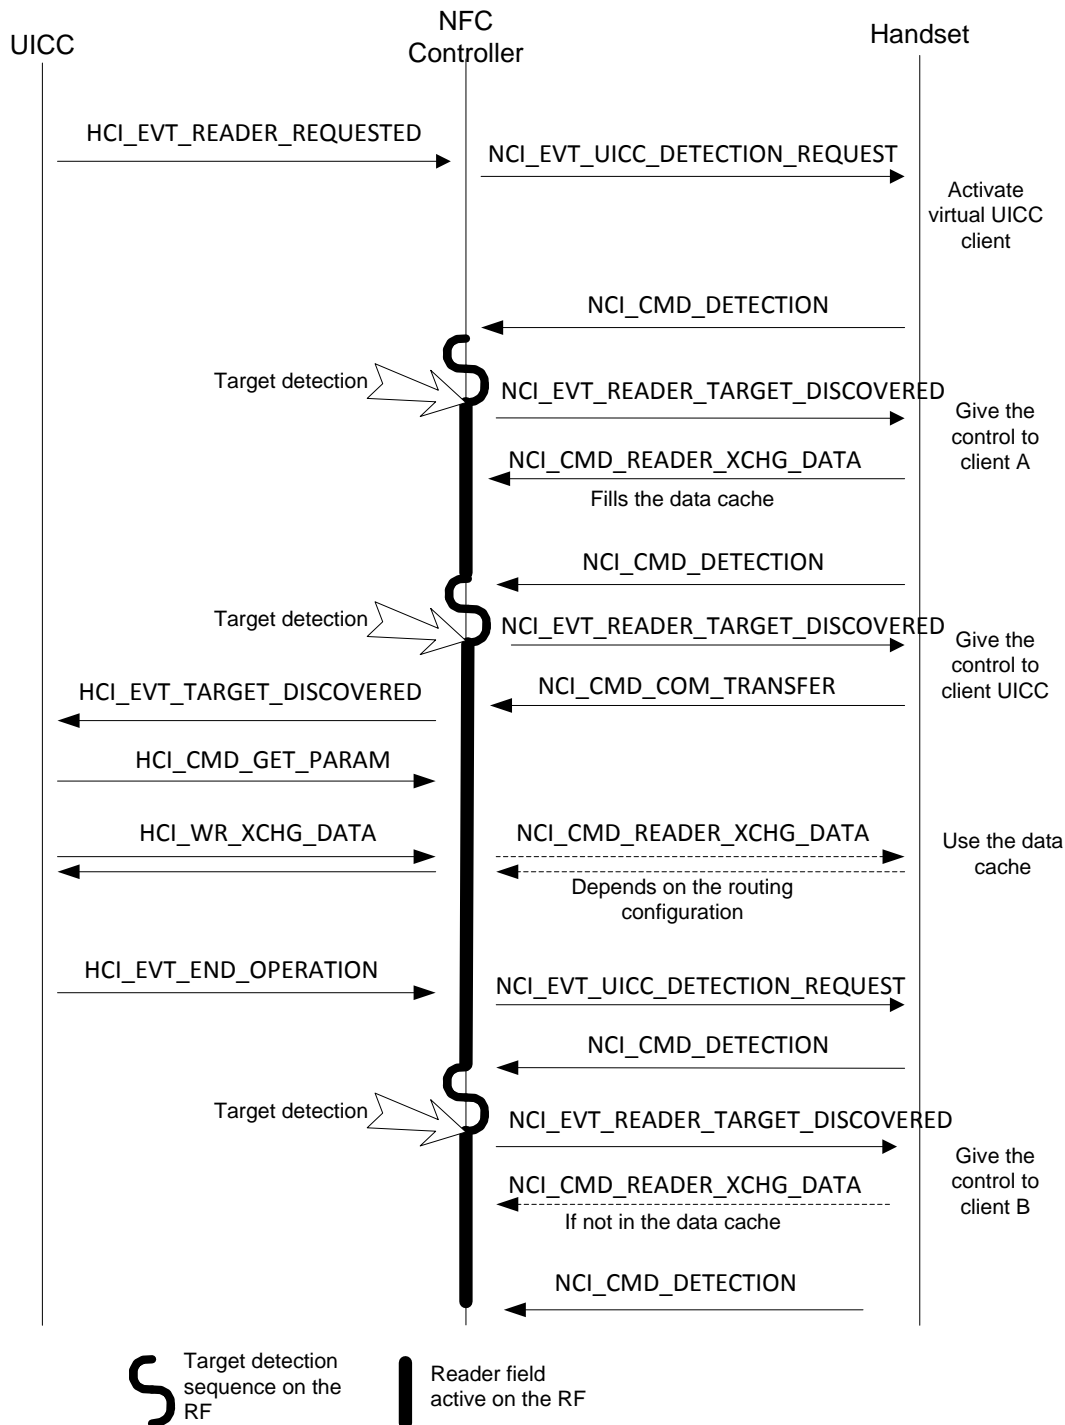 UICC
NFC
Controller
Handset
HCI_EVT_READER_REQUESTED
NCI_EVT_UICC_DETECTION_REQUEST
Activate
virtual UICC
client
NCI_CMD_DETECTION
Target detection
NCI_EVT_READER_TARGET_DISCOVERED
Give the
control to
client A
NCI_CMD_READER_XCHG_DATA
Fills the data cache
NCI_CMD_DETECTION
Target detection
NCI_EVT_READER_TARGET_DISCOVERED
Give the
control to
client UICC
HCI_EVT_TARGET_DISCOVERED
NCI_CMD_COM_TRANSFER
HCI_CMD_GET_PARAM
HCI_WR_XCHG_DATA
NCI_CMD_READER_XCHG_DATA
Use the data
cache
Depends on the routing
configuration
HCI_EVT_END_OPERATION
NCI_EVT_UICC_DETECTION_REQUEST
NCI_CMD_DETECTION
Target detection
NCI_EVT_READER_TARGET_DISCOVERED
Give the
control to
client B
NCI_CMD_READER_XCHG_DATA
If not in the data cache
NCI_CMD_DETECTION
Target detection
sequence on the
RF
Reader field
active on the RF